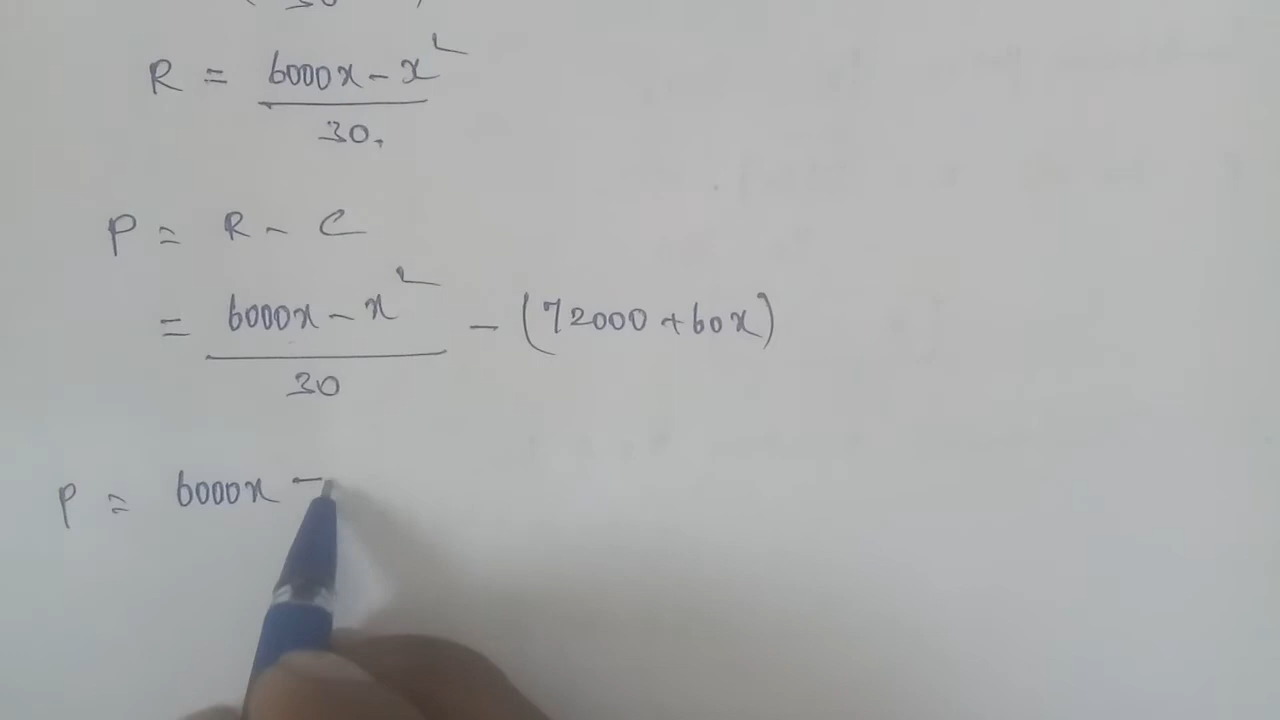 R = 6000x - x²
30.
P = R - C
= 6000x - x² - (72000 + 60x)
30
P = 6000x -